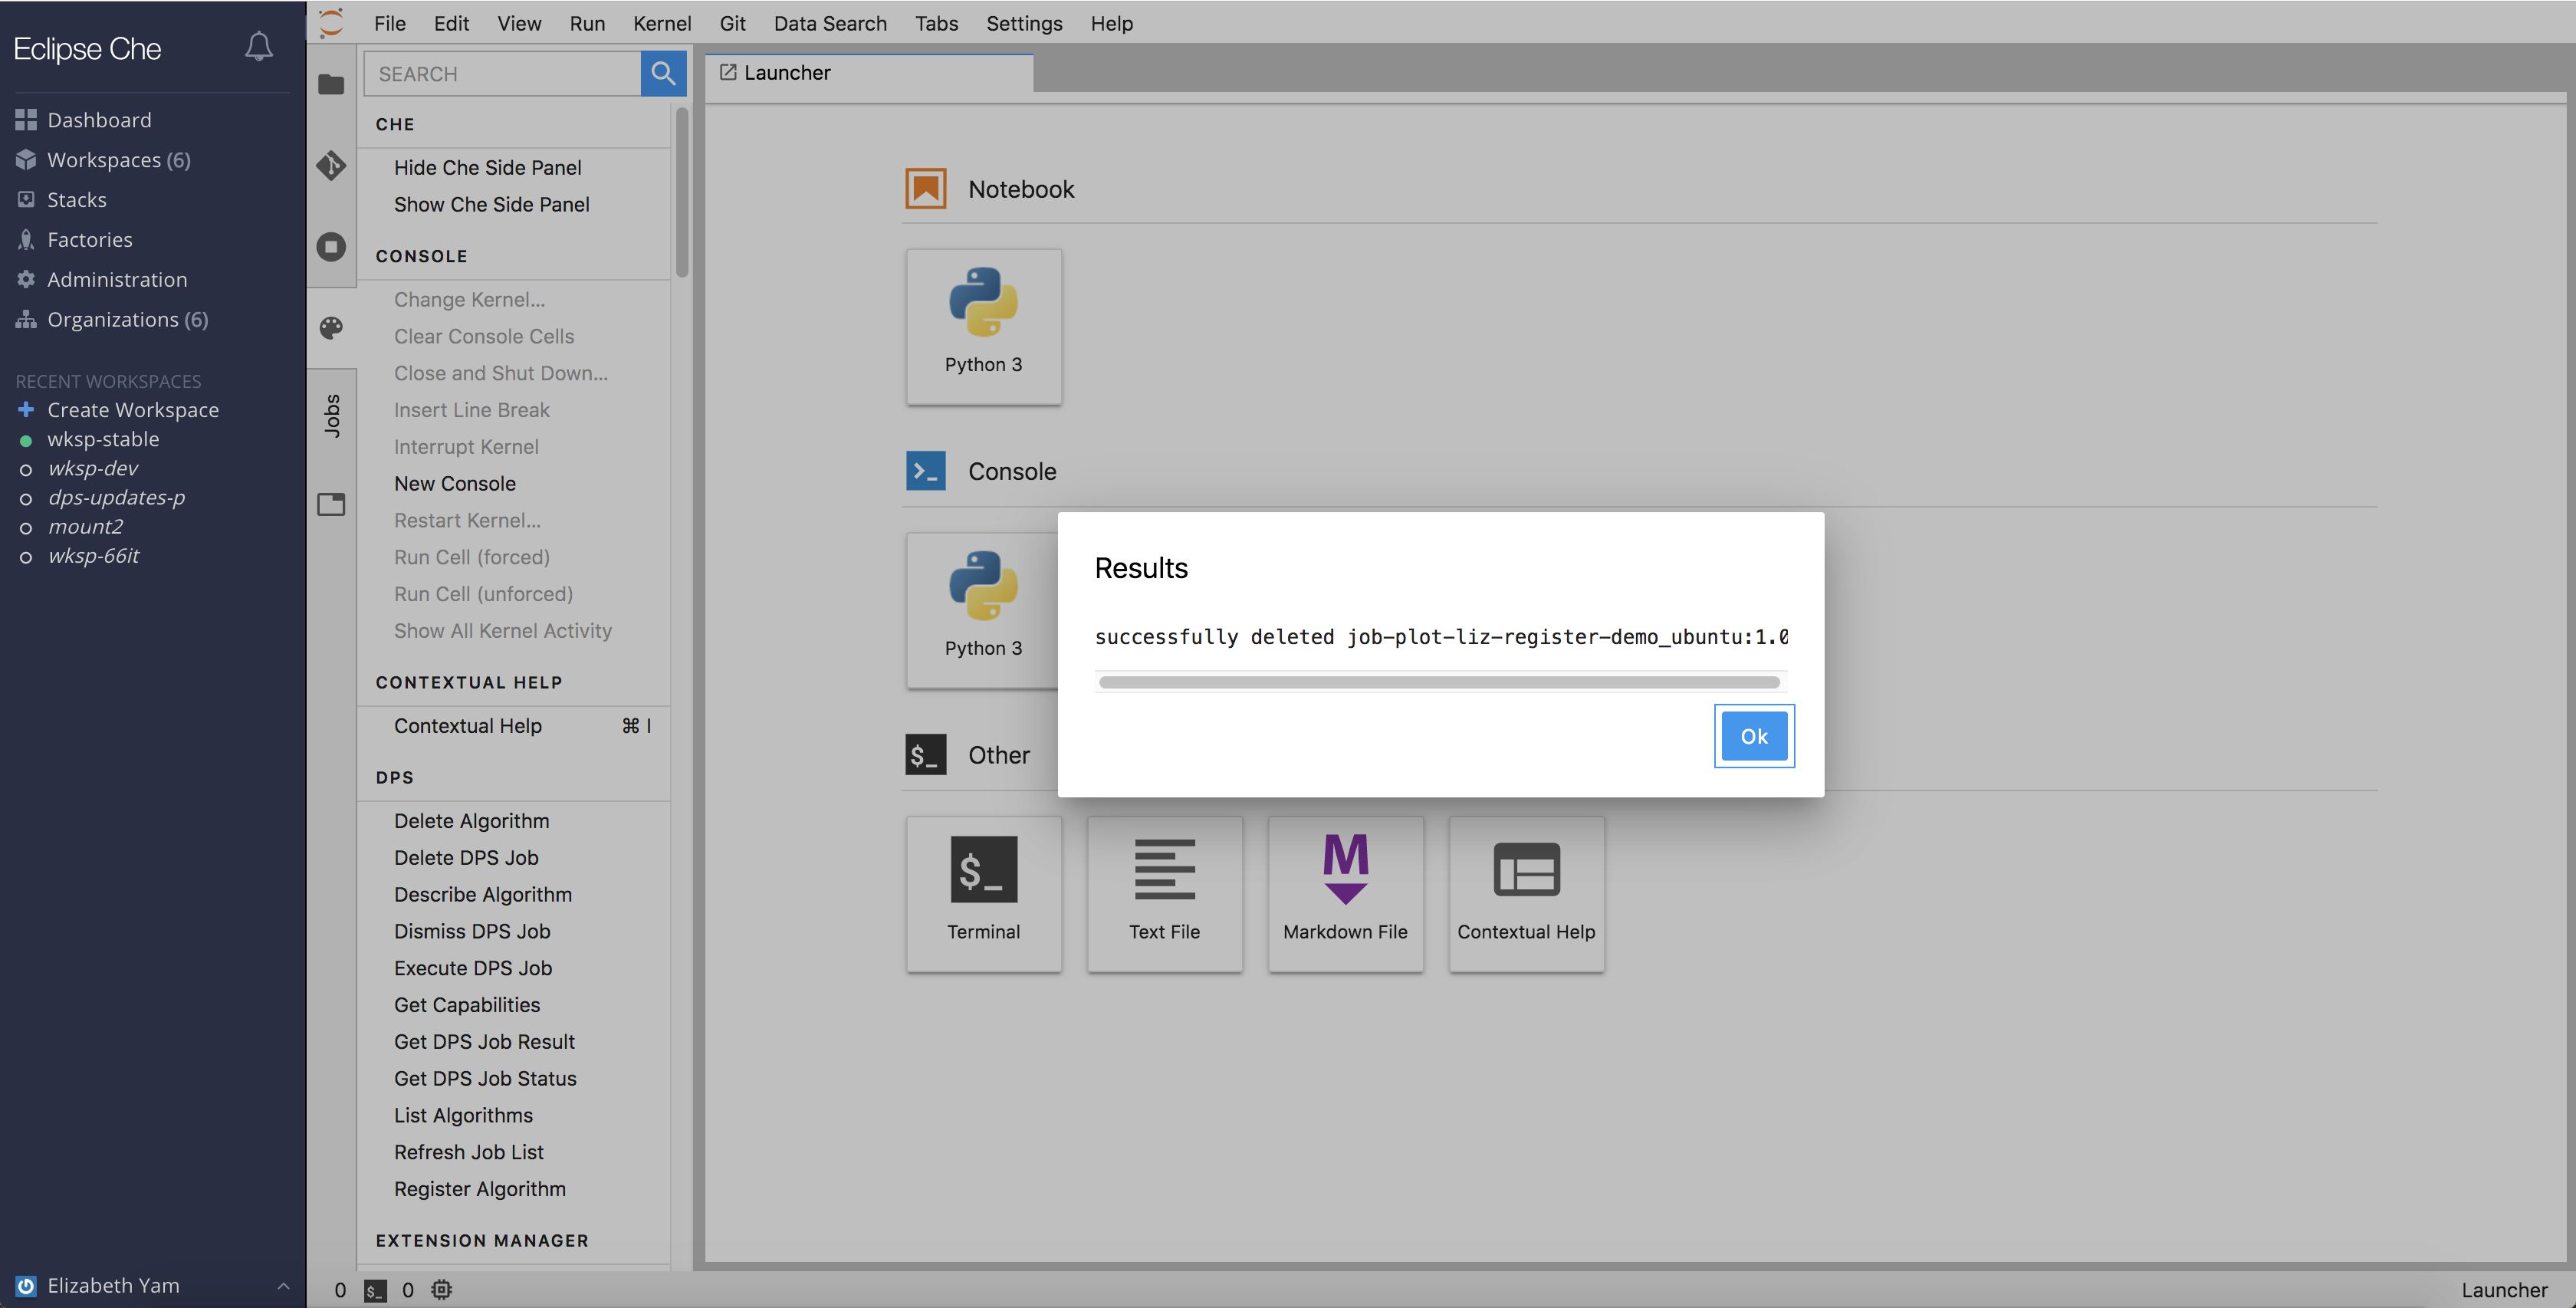 Eclipse Che
Dashboard
Workspaces (6)
Stacks
Factories
Administration
Organizations (6)
RECENT WORKSPACES
Create Workspace
wksp-stable
wksp-dev
dps-updates-p
mount2
wksp-66it
Elizabeth Yam
File Edit View Run Kernel Git Data Search Tabs Settings Help
Jobs
SEARCH
CHE
Hide Che Side Panel
Show Che Side Panel
CONSOLE
Change Kernel...
Clear Console Cells
Close and Shut Down...
Insert Line Break
Interrupt Kernel
New Console
Restart Kernel...
Run Cell (forced)
Run Cell (unforced)
Show All Kernel Activity
CONTEXTUAL HELP
Contextual Help ⌘ I
DPS
Delete Algorithm
Delete DPS Job
Describe Algorithm
Dismiss DPS Job
Execute DPS Job
Get Capabilities
Get DPS Job Result
Get DPS Job Status
List Algorithms
Refresh Job List
Register Algorithm
EXTENSION MANAGER
Launcher
Notebook
Python 3
>_ Console
Python 3
$_ Other
$_
Terminal
Text File
M
Markdown File
Contextual Help
Results
successfully deleted job-plot-liz-register-demo_ubuntu:1.0
Ok
0 $_ 0
Launcher